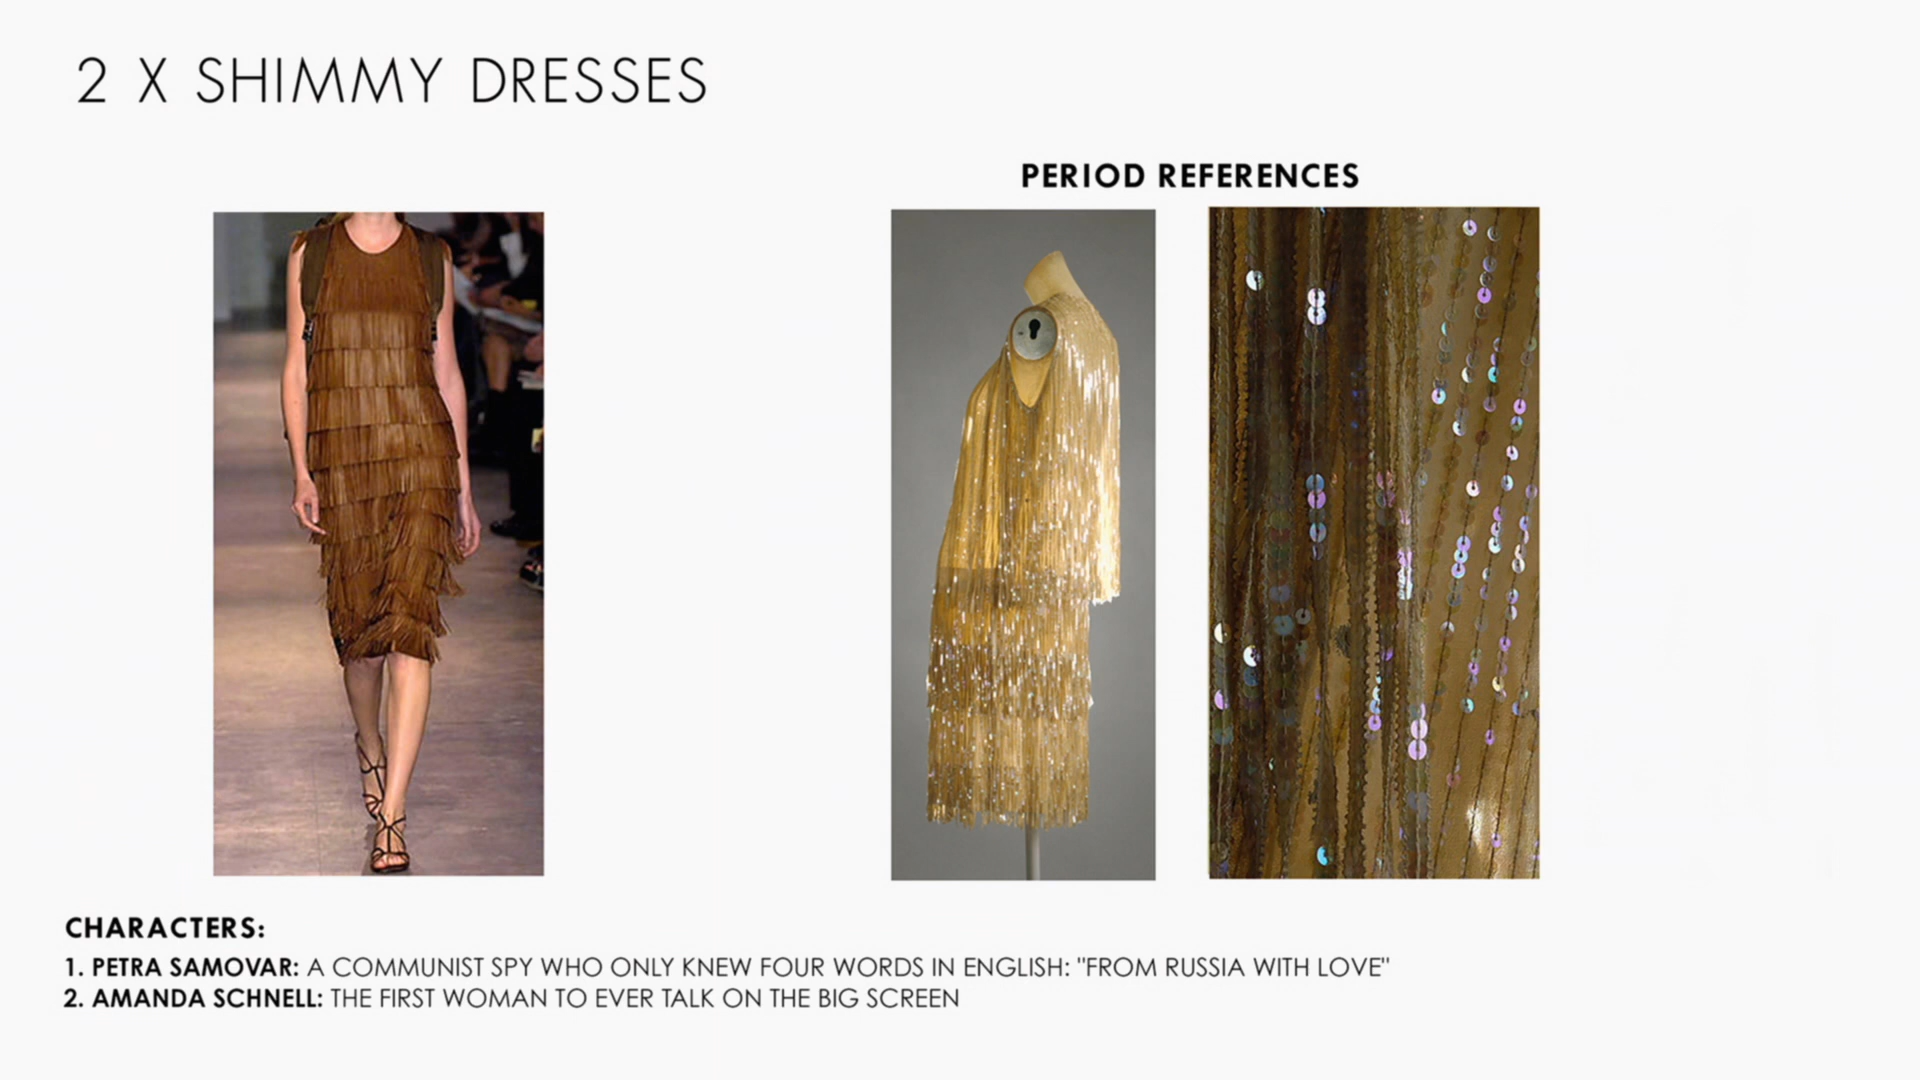 2 X SHIMMY DRESSES
PERIOD REFERENCES
CHARACTERS:
1. PETRA SAMOVAR: A COMMUNIST SPY WHO ONLY KNEW FOUR WORDS IN ENGLISH: "FROM RUSSIA WITH LOVE"
2. AMANDA SCHNELL: THE FIRST WOMAN TO EVER TALK ON THE BIG SCREEN